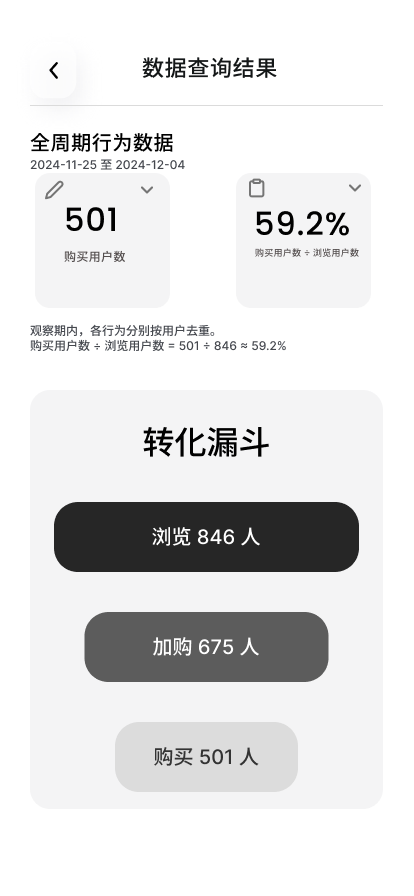 数据查询结果
全周期行为数据
2024-11-25 至 2024-12-04
501
购买用户数
59.2%
购买用户数 ÷ 浏览用户数
观察期内，各行为分别按用户去重。
购买用户数 ÷ 浏览用户数 = 501 ÷ 846 ≈ 59.2%
转化漏斗
浏览 846 人
加购 675 人
购买 501 人